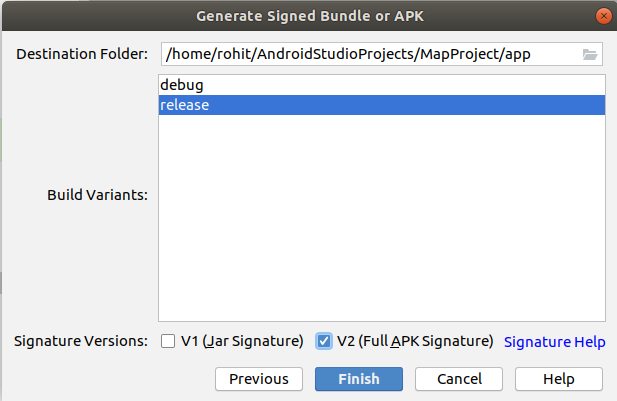 Generate Signed Bundle or APK
Destination Folder: /home/rohit/AndroidStudioProjects/MapProject/app
debug
release
Build Variants:
Signature Versions: V1 (Jar Signature) V2 (Full APK Signature) Signature Help
Previous Finish Cancel Help